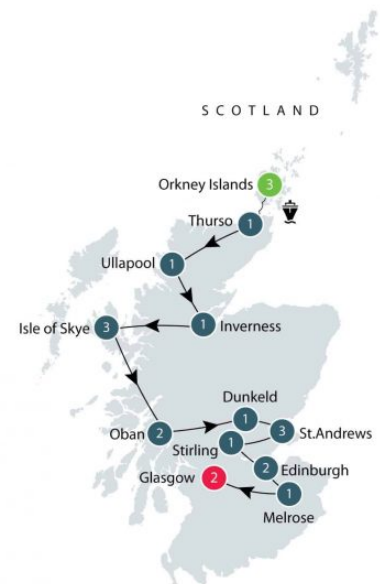 SCOTLAND
Orkney Islands 3
Thurso 1
Ullapool 1
1 Inverness
Isle of Skye 3
Dunkeld
1
Oban 2
3 St.Andrews
Stirling 1
2 Edinburgh
Glasgow 2
1
Melrose